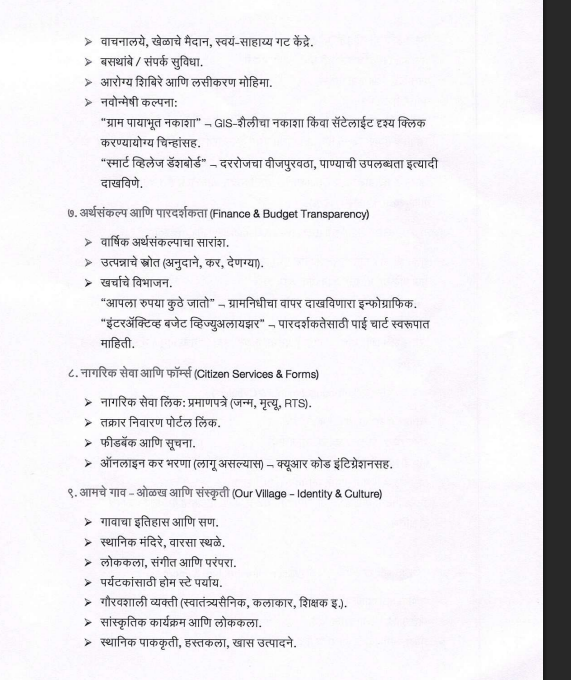 ➢ वाचनालये, खेळाचे मैदान, स्वयं-साहाय्य गट केंद्रे.
➢ बसथांबे / संपर्क सुविधा.
➢ आरोग्य शिबिरे आणि लसीकरण मोहिमा.
➢ नवोन्मेषी कल्पना:
“ग्राम पायाभूत नकाशा” – GIS-शैलीचा नकाशा किंवा सॅटेलाईट दृश्य क्लिक
करण्यायोग्य चिन्हांसह.
“स्मार्ट व्हिलेज डॅशबोर्ड” – दररोजचा वीजपुरवठा, पाण्याची उपलब्धता इत्यादी
दाखविणे.
७. अर्थसंकल्प आणि पारदर्शकता (Finance & Budget Transparency)
➢ वार्षिक अर्थसंकल्पाचा सारांश.
➢ उत्पन्नाचे स्रोत (अनुदाने, कर, देणग्या).
➢ खर्चाचे विभाजन.
“आपला रुपया कुठे जातो” – ग्रामनिधीचा वापर दाखविणारा इन्फोग्राफिक.
“इंटरॲक्टिव्ह बजेट व्हिज्युअलायझर” – पारदर्शकतेसाठी पाई चार्ट स्वरूपात
माहिती.
८. नागरिक सेवा आणि फॉर्म्स (Citizen Services & Forms)
➢ नागरिक सेवा लिंक: प्रमाणपत्रे (जन्म, मृत्यू, RTS).
➢ तक्रार निवारण पोर्टल लिंक.
➢ फीडबॅक आणि सूचना.
➢ ऑनलाइन कर भरणा (लागू असल्यास) – क्यूआर कोड इंटिग्रेशनसह.
९. आमचे गाव – ओळख आणि संस्कृती (Our Village – Identity & Culture)
➢ गावाचा इतिहास आणि सण.
➢ स्थानिक मंदिरे, वारसा स्थळे.
➢ लोककला, संगीत आणि परंपरा.
➢ पर्यटकांसाठी होम स्टे पर्याय.
➢ गौरवशाली व्यक्ती (स्वातंत्र्यसैनिक, कलाकार, शिक्षक इ.).
➢ सांस्कृतिक कार्यक्रम आणि लोककला.
➢ स्थानिक पाककृती, हस्तकला, खास उत्पादने.